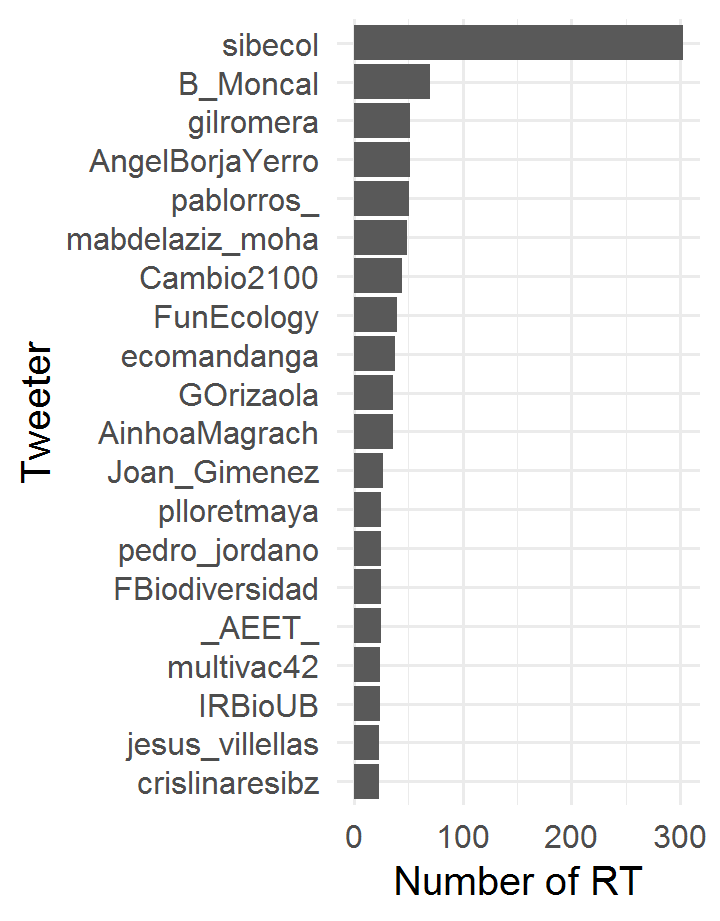 sibecol
B_Moncal
gilromera
AngelBorjaYerro
pablorros_
mabdelaziz_moha
Cambio2100
FunEcology
ecomandanga
GOrizaola
AinhoaMagrach
Joan_Gimenez
plloretmaya
pedro_jordano
FBiodiversidad
_AEET_
multivac42
IRBioUB
jesus_villellas
crislinaresibz
Tweeter
0 100 200 300
Number of RT